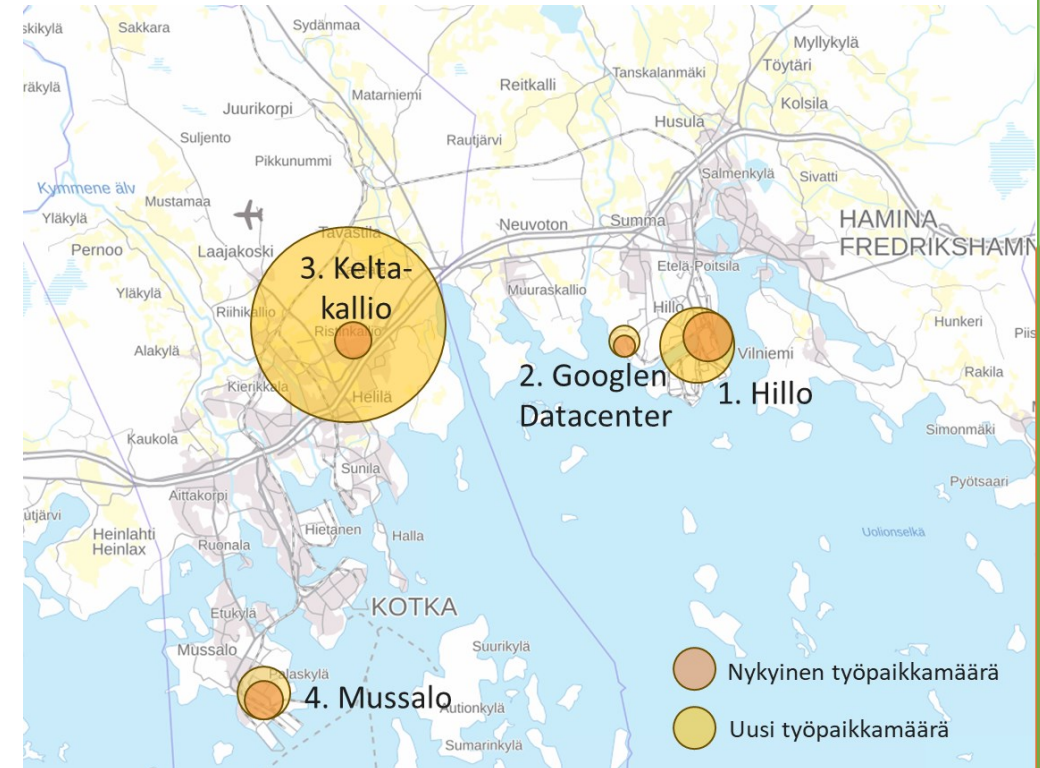 skikylä
Sakkara
Sydänmaa
Myllykylä
Töytäri
räkylä
Juurikorpi
Matarniemi
Reitkalli
Tanskalanmäki
Kolsila
Suljento
Rautjärvi
Husula
Pikkunummi
Salmenkylä
Sivatti
Kymmene älv
Mustamaa
Yläkylä
Neuvoton
Summa
HAMINA
FREDRIKSHAMN
Pernoo
Laajakoski
Tavastila
Etelä-Poitsila
3. Kelta-
kallio
Yläkylä
Muuraskallio
Riihikallio
Hillo
Hunkeri
Ristinkallio
Piis
Alakylä
Vilniemi
Rakila
Kierikkala
Helilä
2. Googlen
Datacenter
1. Hillo
Kaukola
Simonmäki
Sunila
Pyötsaari
Aittakorpi
utjärvi
Heinlahti
Heinlax
Hietanen
Halla
Uolionselkä
Ruonala
Etukylä
KOTKA
Mussalo
Suurikylä
Palaskylä
4. Mussalo
Autionkylä
Sumarinkylä
Nykyinen työpaikkamäärä
Uusi työpaikkamäärä